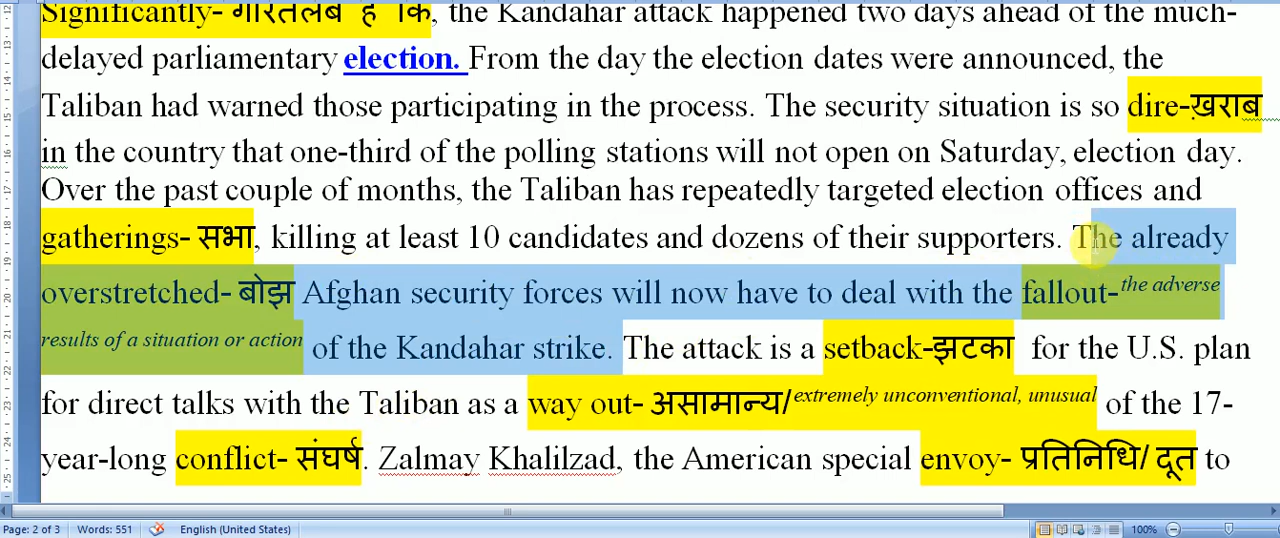 Significantly- गौरतलब है कि, the Kandahar attack happened two days ahead of the much-
delayed parliamentary election. From the day the election dates were announced, the
Taliban had warned those participating in the process. The security situation is so dire-ख़राब
in the country that one-third of the polling stations will not open on Saturday, election day.
Over the past couple of months, the Taliban has repeatedly targeted election offices and
gatherings- सभा, killing at least 10 candidates and dozens of their supporters. The already
overstretched- बोझ Afghan security forces will now have to deal with the fallout-the adverse
results of a situation or action of the Kandahar strike. The attack is a setback-झटका for the U.S. plan
for direct talks with the Taliban as a way out- असामान्य/extremely unconventional, unusual of the 17-
year-long conflict- संघर्ष. Zalmay Khalilzad, the American special envoy- प्रतिनिधि/ दूत to
Page: 2 of 3 Words: 551 English (United States) 100%